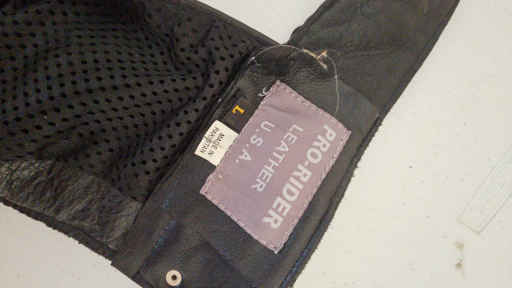 PRO-RIDER
LEATHER
U.S.A.
L
MADE IN
PAKISTAN